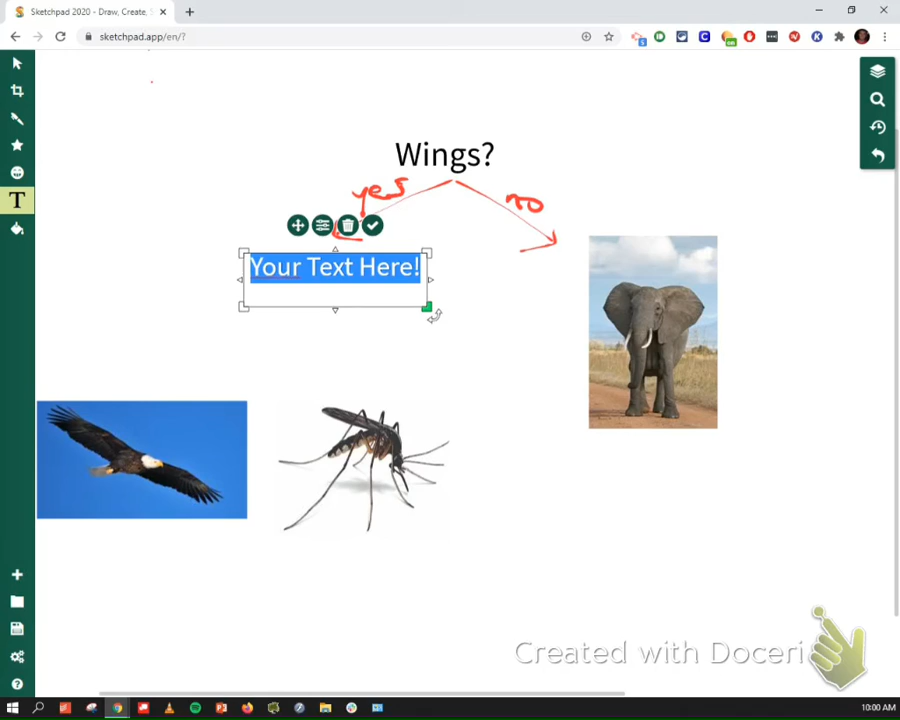 Sketchpad 2020 - Draw, Create, S
sketchpad.app/en/?
Wings?
yes
no
Your Text Here!
T
Created with Doceri
10:00 AM